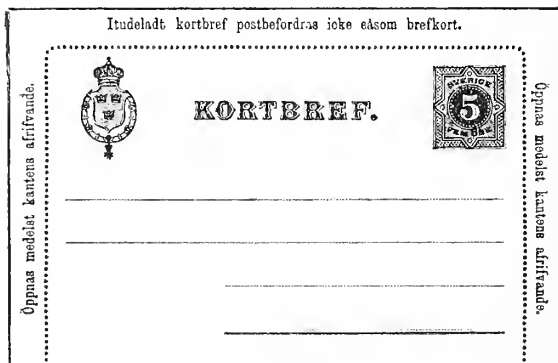 Itudeladt kortbref postbefordras icke såsom brefkort.
Öppnas medelst kantens afrifvande.
KORTBREF.
SVERIGE
5
FEM ÖRE
Öppnas medelst kantens afrifvande.